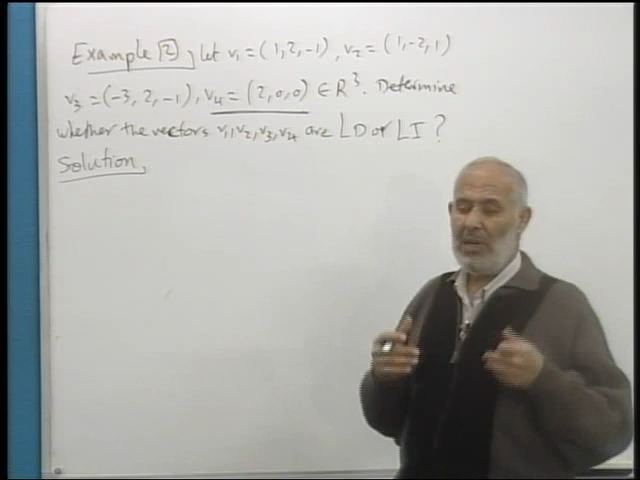 Example [2], let v₁ = (1, 2, -1), v₂ = (1, -2, 1)
v₃ = (-3, 2, -1), v₄ = (2, 0, 0) ∈ R³. Determine
whether the vectors v₁, v₂, v₃, v₄ are LD or LI?
Solution,